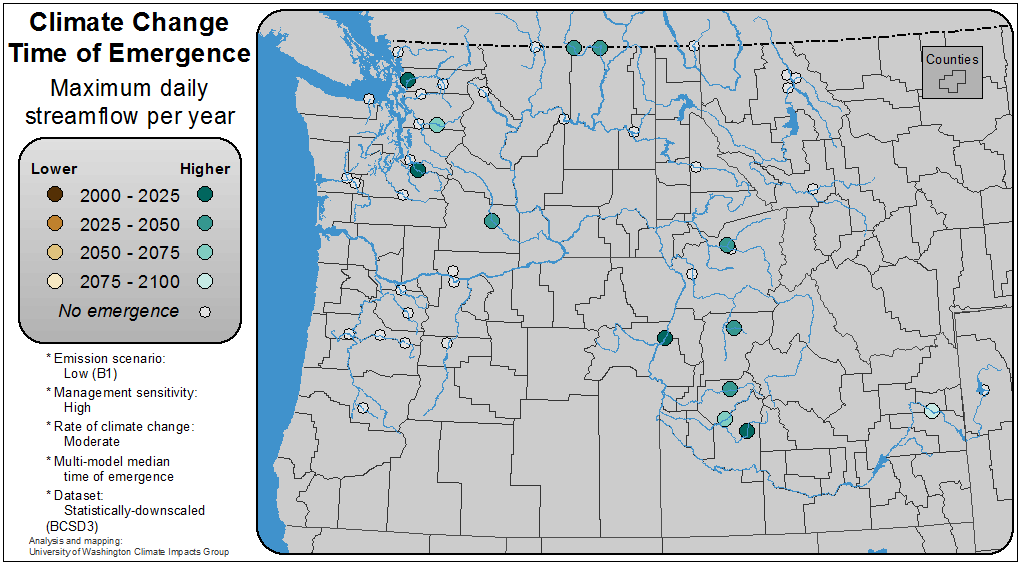 Climate Change
Time of Emergence
Maximum daily
streamflow per year
Lower Higher
2000 - 2025
2025 - 2050
2050 - 2075
2075 - 2100
No emergence
* Emission scenario:
Low (B1)
* Management sensitivity:
High
* Rate of climate change:
Moderate
* Multi-model median
time of emergence
* Dataset:
Statistically-downscaled
(BCSD3)
Analysis and mapping:
University of Washington Climate Impacts Group
Counties